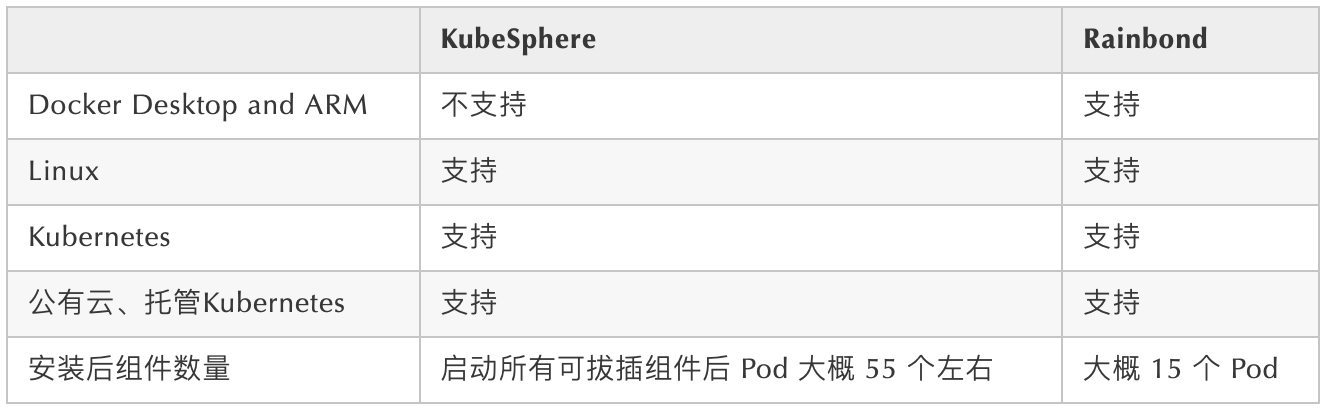 KubeSphere Rainbond
Docker Desktop and ARM 不支持 支持
Linux 支持 支持
Kubernetes 支持 支持
公有云、托管Kubernetes 支持 支持
安装后组件数量 启动所有可拔插组件后 Pod 大概 55 个左右 大概 15 个 Pod